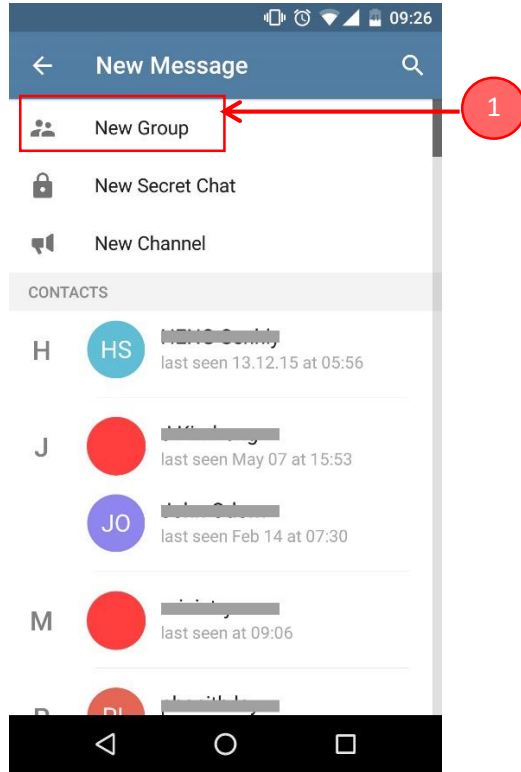 09:26
New Message
New Group
1
New Secret Chat
New Channel
CONTACTS
H
HS
last seen 13.12.15 at 05:56
J
last seen May 07 at 15:53
JO
last seen Feb 14 at 07:30
M
last seen at 09:06